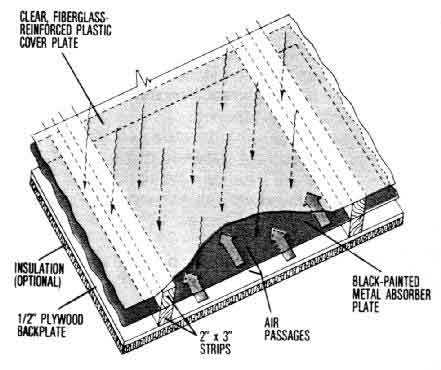 CLEAR, FIBERGLASS-
REINFORCED PLASTIC
COVER PLATE
INSULATION
(OPTIONAL)
1/2" PLYWOOD
BACKPLATE
2" x 3"
STRIPS
AIR
PASSAGES
BLACK-PAINTED
METAL ABSORBER
PLATE